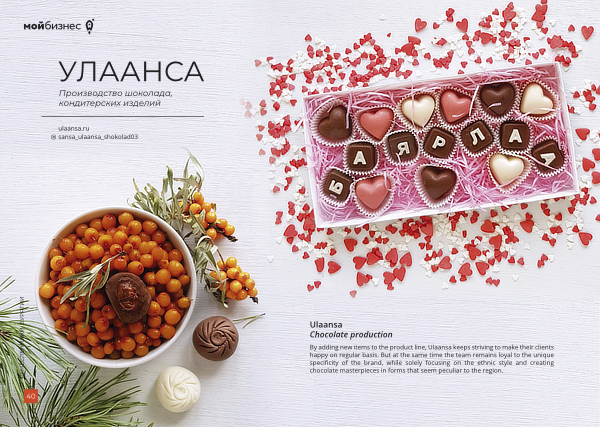 мойбизнес
УЛААНСА
Производство шоколада,
кондитерских изделий
ulaansa.ru
sansa_ulaansa_shokolad03
БАЯРЛАЛА
Ulaansa
Chocolate production
By adding new items to the product line, Ulaansa keeps striving to make their clients
happy on regular basis. But at the same time the team remains loyal to the unique
specificity of the brand, while solely focusing on the ethnic style and creating
chocolate masterpieces in forms that seem peculiar to the region.
40